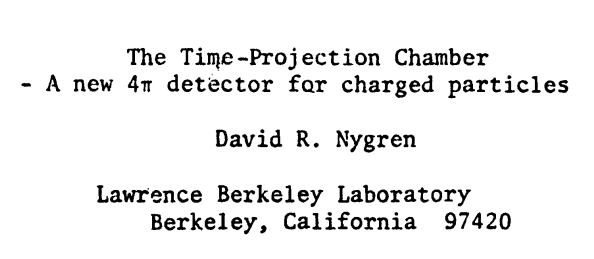 The Time-Projection Chamber
- A new 4π detector for charged particles
David R. Nygren
Lawrence Berkeley Laboratory
Berkeley, California 97420